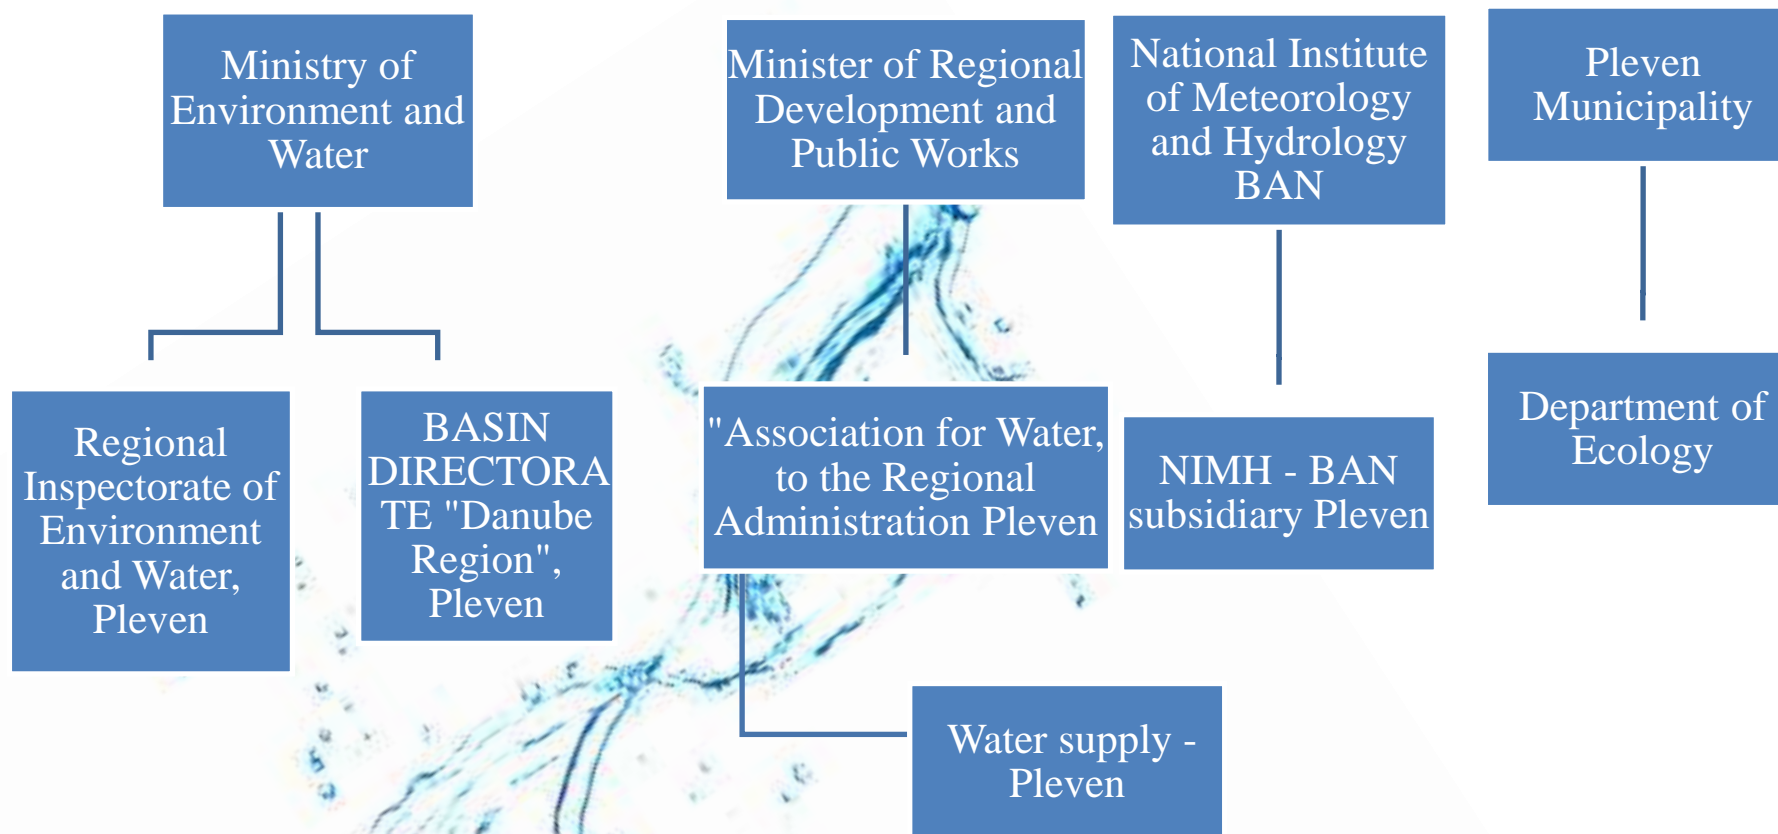 Ministry of
Environment and
Water
Minister of Regional
Development and
Public Works
National Institute
of Meteorology
and Hydrology
BAN
Pleven
Municipality
Regional
Inspectorate of
Environment
and Water,
Pleven
BASIN
DIRECTORA
TE "Danube
Region",
Pleven
"Association for Water,
to the Regional
Administration Pleven
NIMH - BAN
subsidiary Pleven
Department of
Ecology
Water supply -
Pleven